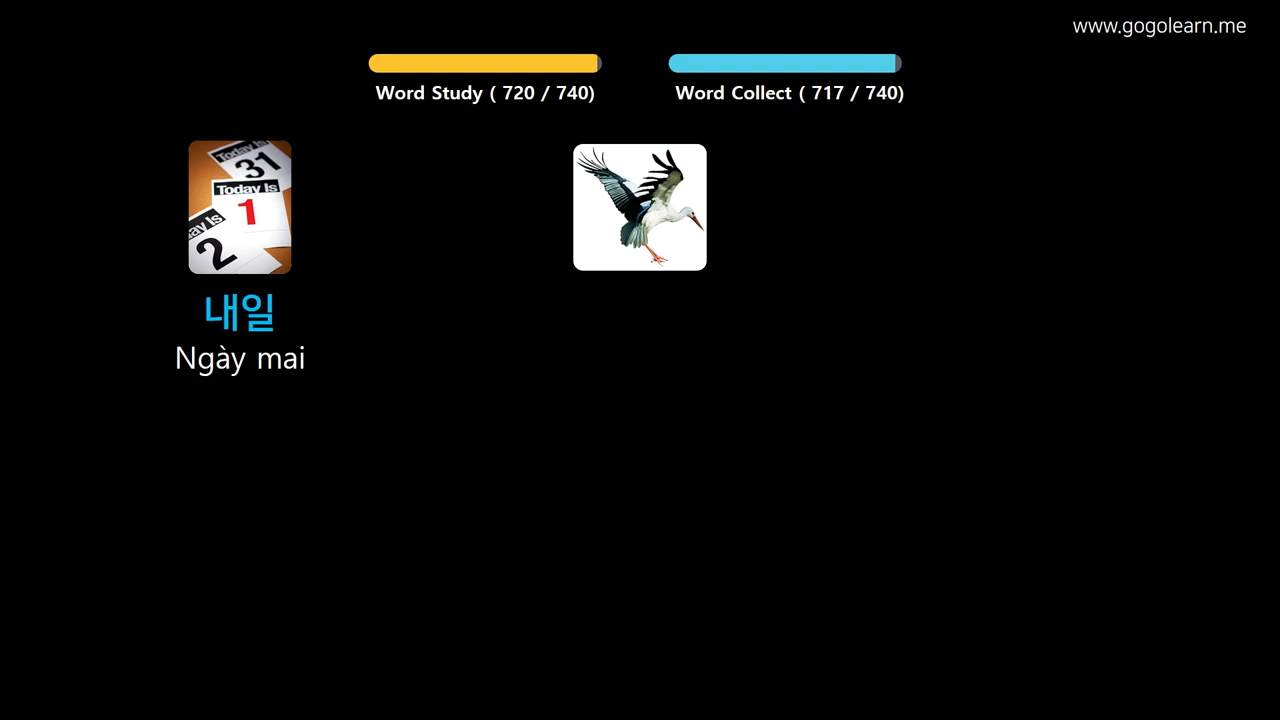 www.gogolearn.me
Word Study ( 720 / 740)
Word Collect ( 717 / 740)
Today Is
31
Today Is
1
ay Is
2
내일
Ngày mai